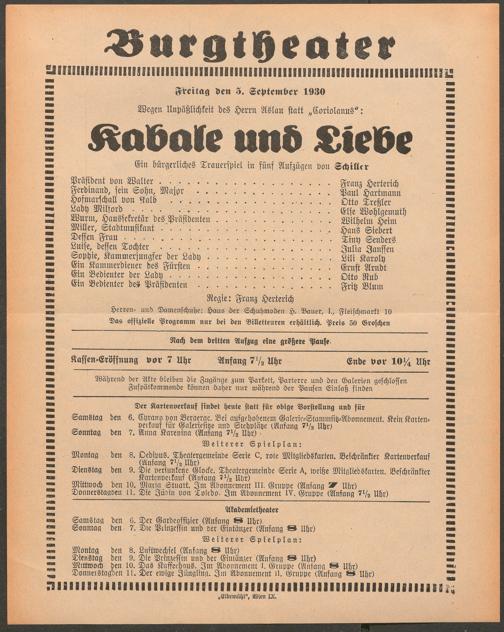 Burgtheater
Freitag den 5. September 1930
Wegen Unpäßlichkeit des Herrn Aslan statt „Coriolanus“:
Kabale und Liebe
Ein bürgerliches Trauerspiel in fünf Aufzügen von Schiller
Präsident von Walter . . . . . . . . . . Franz Herterich
Ferdinand, sein Sohn, Major . . . . . . . . . . Paul Hartmann
Hofmarschall von Kalb . . . . . . . . . . Otto Treßler
Lady Milford . . . . . . . . . . Else Wohlgemuth
Wurm, Haussekretär des Präsidenten . . . . . . . . . . Wilhelm Heim
Miller, Stadtmusikant . . . . . . . . . . Hans Siebert
Dessen Frau . . . . . . . . . . Tiny Senders
Luise, dessen Tochter . . . . . . . . . . Julia Janssen
Sophie, Kammerjungfer der Lady . . . . . . . . . . Lili Karoly
Ein Kammerdiener des Fürsten . . . . . . . . . . Ernst Arndt
Ein Bedienter der Lady . . . . . . . . . . Otto Rub
Ein Bedienter des Präsidenten . . . . . . . . . . Fritz Blum
Regie: Franz Herterich
Herren- und Damenschuhe: Haus der Schuhmoden H. Bauer, I., Fleischmarkt 10
Das offizielle Programm nur bei den Billetteuren erhältlich. Preis 50 Groschen
Nach dem dritten Aufzug eine größere Pause
Kassen-Eröffnung vor 7 Uhr Anfang 7½ Uhr Ende vor 10¼ Uhr
Während der Akte bleiben die Zugänge zum Parkett, Parterre und den Galerien geschlossen
Zuspätkommende können daher nur während der Pausen Einlaß finden
Der Kartenverkauf findet heute statt für obige Vorstellung und für
Samstag den 6. Cyrano von Bergerac. Bei aufgehobenem Galerie-Stammsitz-Abonnement. Kein Karten-
verkauf für Galeriesitze und Stehplätze (Anfang 7½ Uhr)
Sonntag den 7. Anna Karenina (Anfang 7½ Uhr)
Weiterer Spielplan:
Montag den 8. Oedipus. Theatergemeinde Serie C, rote Mitgliedskarten. Beschränkter Kartenverkauf
(Anfang 7½ Uhr)
Dienstag den 9. Die versunkene Glocke. Theatergemeinde Serie A, weiße Mitgliedskarten. Beschränkter
Kartenverkauf (Anfang 7½ Uhr)
Mittwoch den 10. Maria Stuart. Im Abonnement III. Gruppe (Anfang 7 Uhr)
Donnerstag den 11. Die Jüdin von Toledo. Im Abonnement IV. Gruppe (Anfang 7½ Uhr)
Akademietheater
Samstag den 6. Der Gardeoffizier (Anfang 8 Uhr)
Sonntag den 7. Die Prinzessin und der Eintänzer (Anfang 8 Uhr)
Weiterer Spielplan:
Montag den 8. Luftwechsel (Anfang 8 Uhr)
Dienstag den 9. Die Prinzessin und der Eintänzer (Anfang 8 Uhr)
Mittwoch den 10. Das Kaffeehaus. Im Abonnement I. Gruppe (Anfang 8 Uhr)
Donnerstag den 11. Der ewige Jüngling. Im Abonnement II. Gruppe (Anfang 8 Uhr)
„Elbemühl“, Wien IX.